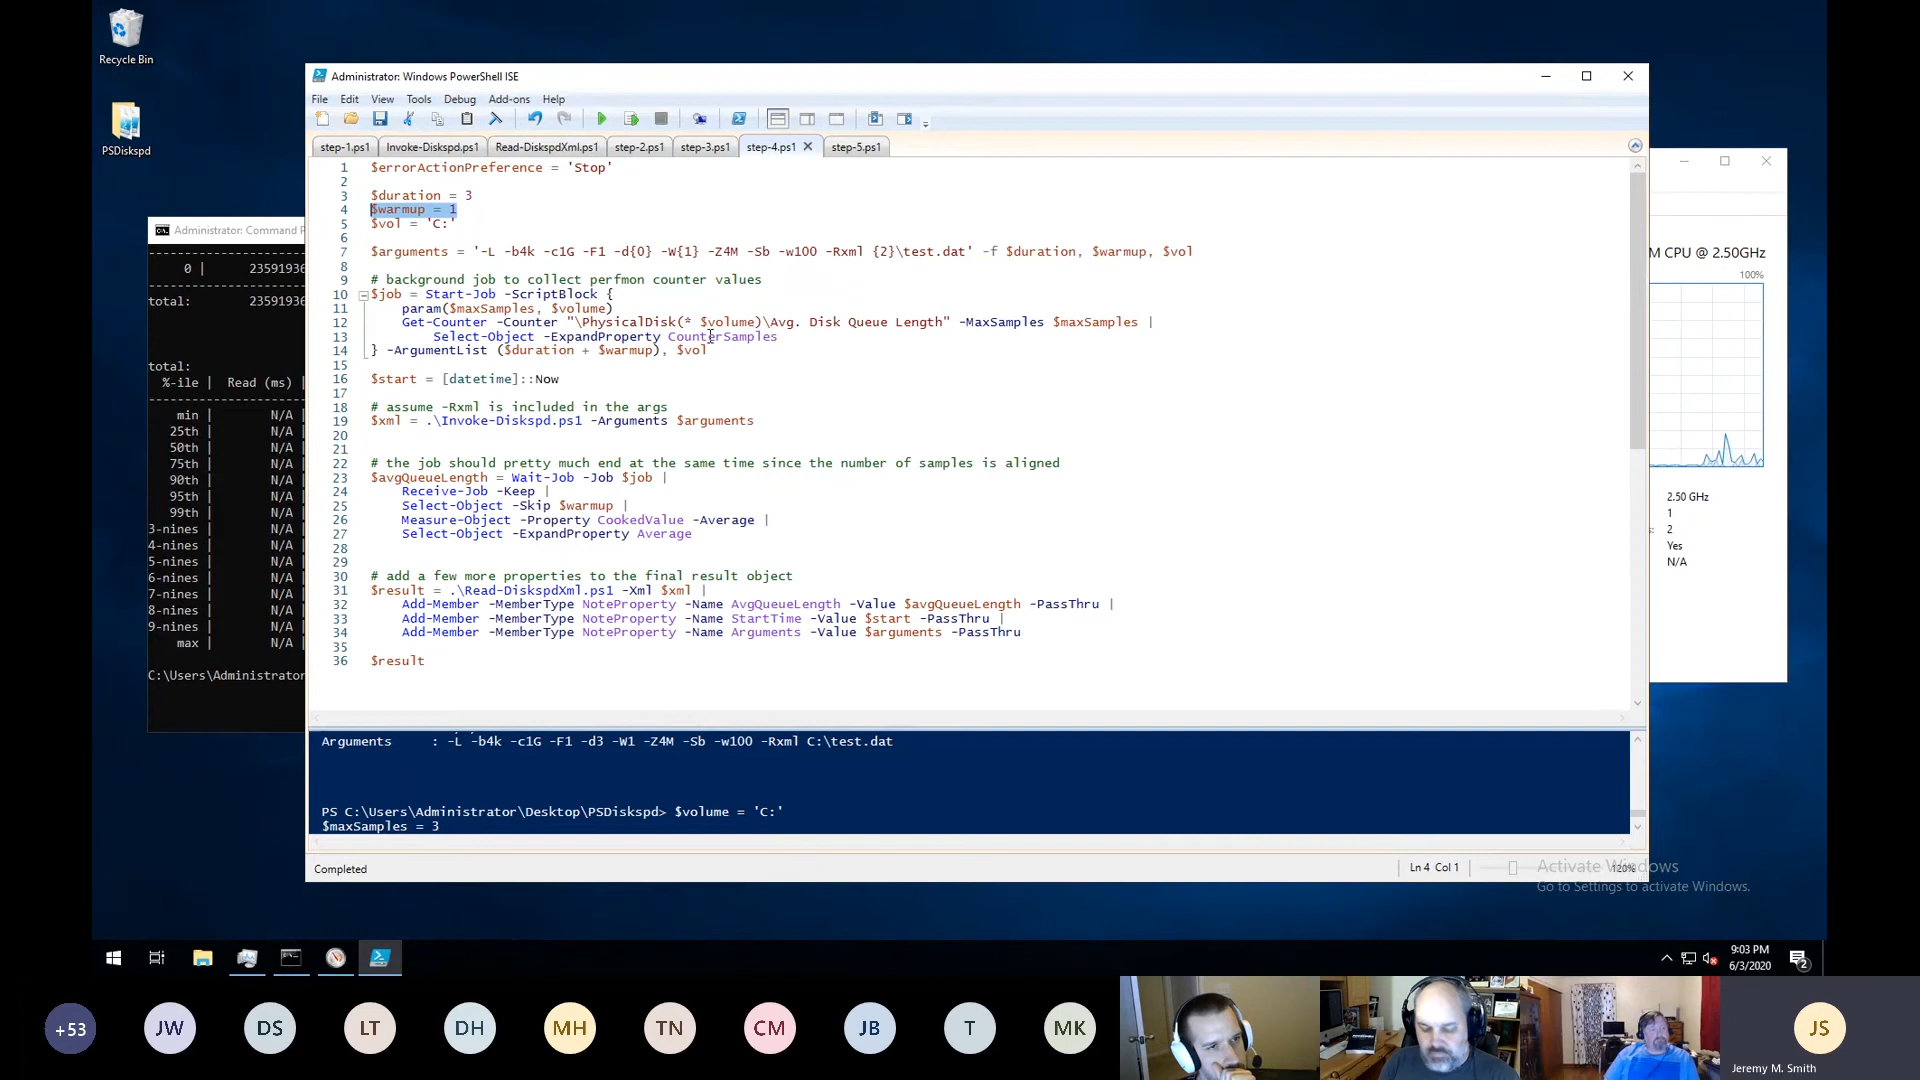 Recycle Bin
PSDiskspd
Administrator: Windows PowerShell ISE
File Edit View Tools Debug Add-ons Help
step-1.ps1 Invoke-Diskspd.ps1 Read-DiskspdXml.ps1 step-2.ps1 step-3.ps1 step-4.ps1 step-5.ps1
1 $errorActionPreference = 'Stop'
2
3 $duration = 3
4 $warmup = 1
5 $vol = 'C:'
6
7 $arguments = '-L -b4k -c1G -F1 -d{0} -W{1} -Z4M -Sb -w100 -Rxml {2}\test.dat' -f $duration, $warmup, $vol
8
9 # background job to collect perfmon counter values
10 $job = Start-Job -ScriptBlock {
11 param($maxSamples, $volume)
12 Get-Counter -Counter "\PhysicalDisk(* $volume)\Avg. Disk Queue Length" -MaxSamples $maxSamples |
13 Select-Object -ExpandProperty CounterSamples
14 } -ArgumentList ($duration + $warmup), $vol
15
16 $start = [datetime]::Now
17
18 # assume -Rxml is included in the args
19 $xml = .\Invoke-Diskspd.ps1 -Arguments $arguments
20
21
22 # the job should pretty much end at the same time since the number of samples is aligned
23 $avgQueueLength = Wait-Job -Job $job |
24 Receive-Job -Keep |
25 Select-Object -Skip $warmup |
26 Measure-Object -Property CookedValue -Average |
27 Select-Object -ExpandProperty Average
28
29
30 # add a few more properties to the final result object
31 $result = .\Read-DiskspdXml.ps1 -Xml $xml |
32 Add-Member -MemberType NoteProperty -Name AvgQueueLength -Value $avgQueueLength -PassThru |
33 Add-Member -MemberType NoteProperty -Name StartTime -Value $start -PassThru |
34 Add-Member -MemberType NoteProperty -Name Arguments -Value $arguments -PassThru
35
36 $result
Arguments : -L -b4k -c1G -F1 -d3 -W1 -Z4M -Sb -w100 -Rxml C:\test.dat
PS C:\Users\Administrator\Desktop\PSDiskspd> $volume = 'C:'
$maxSamples = 3
Completed
Ln 4 Col 1
120%
Administrator: Command P
0 | 23591936
total: 23591936
total:
%-ile | Read (ms) |
min | N/A |
25th | N/A |
50th | N/A |
75th | N/A |
90th | N/A |
95th | N/A |
99th | N/A |
3-nines | N/A |
4-nines | N/A |
5-nines | N/A |
6-nines | N/A |
7-nines | N/A |
8-nines | N/A |
9-nines | N/A |
max | N/A |
C:\Users\Administrator
M CPU @ 2.50GHz
100%
2.50 GHz
1
2
Yes
N/A
Activate Windows
Go to Settings to activate Windows.
9:03 PM
6/3/2020
2
+53 JW DS LT DH MH TN CM JB T MK JS
Jeremy M. Smith